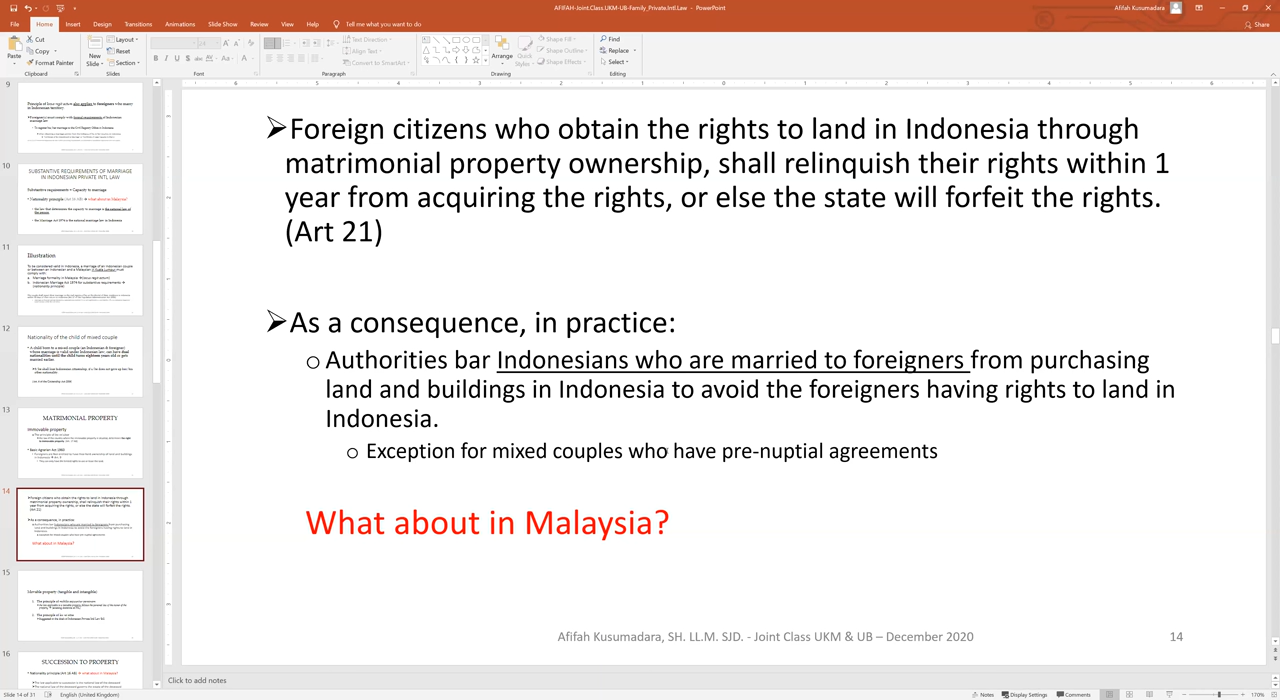 AFIFAH-Joint.Class.UKM-UB-Family_Private.Intl.Law - PowerPoint
Afifah Kusumadara
File Home Insert Design Transitions Animations Slide Show Review View Help Tell me what you want to do
Share
Paste
Cut
Copy
Format Painter
Clipboard
New
Slide
Layout
Reset
Section
Slides
Font
Text Direction
Align Text
Convert to SmartArt
Paragraph
Arrange
Quick
Styles
Shape Fill
Shape Outline
Shape Effects
Drawing
Find
Replace
Select
Editing
9
10
SUBSTANTIVE REQUIREMENTS OF MARRIAGE
IN INDONESIAN PRIVATE INTL LAW
11
Illustration
12
Nationality of the child of mixed couple
13
MATRIMONIAL PROPERTY
Immovable property
14
What about in Malaysia?
15
Movable property (tangible and intangible)
16
SUCCESSION TO PROPERTY
➢Foreign citizens who obtain the rights to land in Indonesia through
matrimonial property ownership, shall relinquish their rights within 1
year from acquiring the rights, or else the state will forfeit the rights.
(Art 21)
➢As a consequence, in practice:
o Authorities bar Indonesians who are married to foreigners from purchasing
land and buildings in Indonesia to avoid the foreigners having rights to land in
Indonesia.
o Exception for mixed couples who have pre-nuptial agreements
What about in Malaysia?
Afifah Kusumadara, SH. LL.M. SJD. - Joint Class UKM & UB – December 2020 14
Click to add notes
Slide 14 of 31 English (United Kingdom) Notes Display Settings Comments 170%